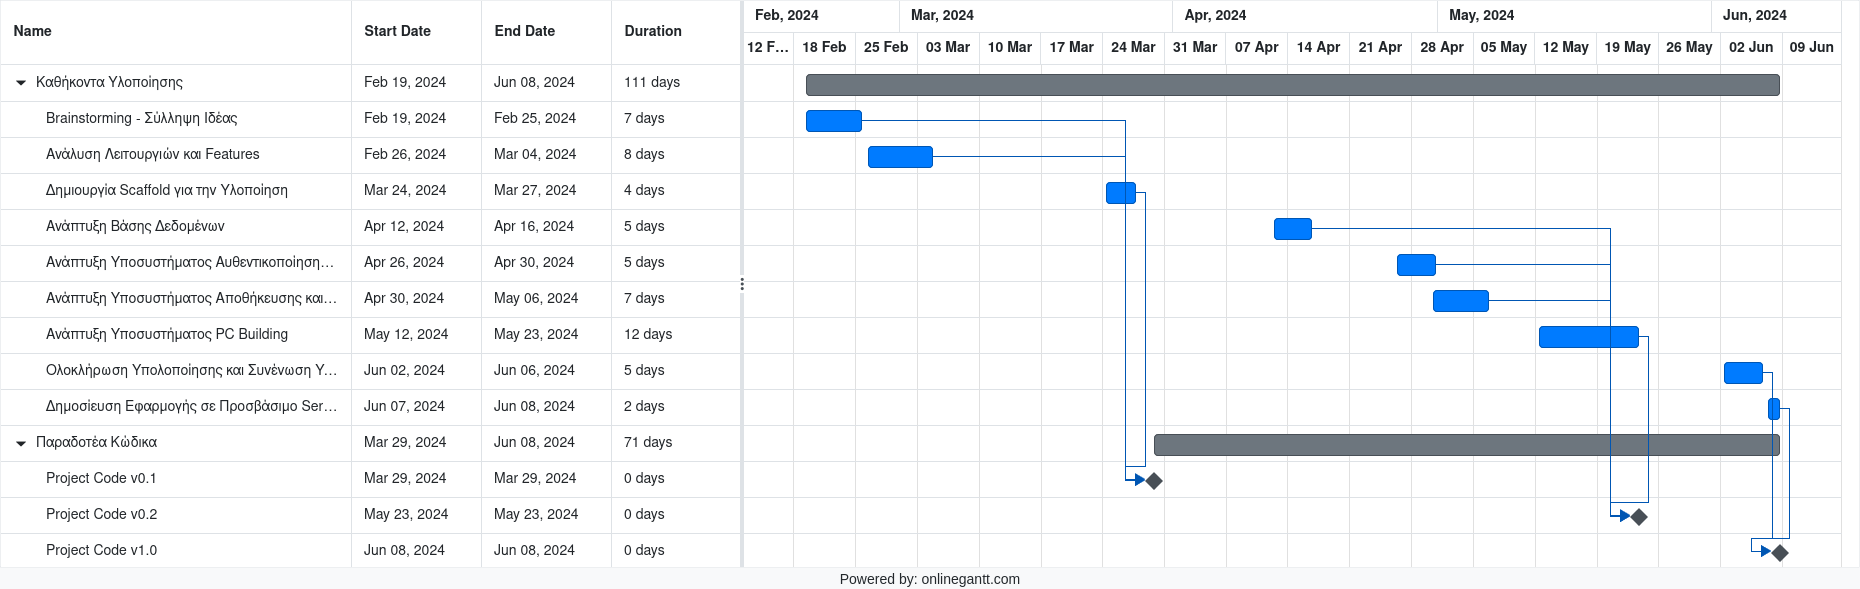 Name Start Date End Date Duration
Feb, 2024 Mar, 2024 Apr, 2024 May, 2024 Jun, 2024
12 F... 18 Feb 25 Feb 03 Mar 10 Mar 17 Mar 24 Mar 31 Mar 07 Apr 14 Apr 21 Apr 28 Apr 05 May 12 May 19 May 26 May 02 Jun 09 Jun
Καθήκοντα Υλοποίησης Feb 19, 2024 Jun 08, 2024 111 days
Brainstorming - Σύλληψη Ιδέας Feb 19, 2024 Feb 25, 2024 7 days
Ανάλυση Λειτουργιών και Features Feb 26, 2024 Mar 04, 2024 8 days
Δημιουργία Scaffold για την Υλοποίηση Mar 24, 2024 Mar 27, 2024 4 days
Ανάπτυξη Βάσης Δεδομένων Apr 12, 2024 Apr 16, 2024 5 days
Ανάπτυξη Υποσυστήματος Αυθεντικοποίηση... Apr 26, 2024 Apr 30, 2024 5 days
Ανάπτυξη Υποσυστήματος Αποθήκευσης και... Apr 30, 2024 May 06, 2024 7 days
Ανάπτυξη Υποσυστήματος PC Building May 12, 2024 May 23, 2024 12 days
Ολοκλήρωση Υπολοποίησης και Συνένωση Υ... Jun 02, 2024 Jun 06, 2024 5 days
Δημοσίευση Εφαρμογής σε Προσβάσιμο Ser... Jun 07, 2024 Jun 08, 2024 2 days
Παραδοτέα Κώδικα Mar 29, 2024 Jun 08, 2024 71 days
Project Code v0.1 Mar 29, 2024 Mar 29, 2024 0 days
Project Code v0.2 May 23, 2024 May 23, 2024 0 days
Project Code v1.0 Jun 08, 2024 Jun 08, 2024 0 days
Powered by: onlinegantt.com